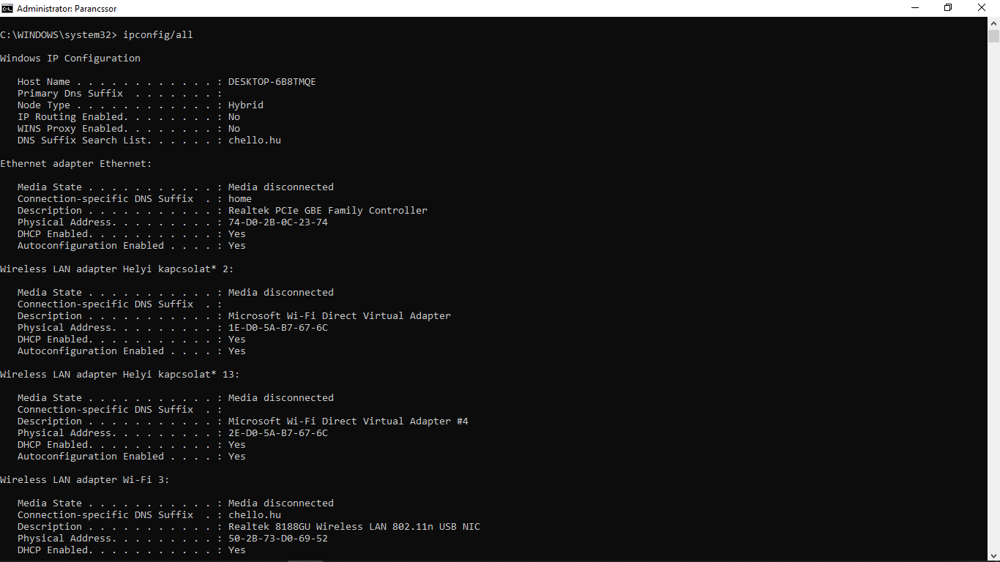 Administrator: Parancssor
C:\WINDOWS\system32> ipconfig/all
Windows IP Configuration
Host Name . . . . . . . . . . . . : DESKTOP-6B8TMQE
Primary Dns Suffix  . . . . . . . :
Node Type . . . . . . . . . . . . : Hybrid
IP Routing Enabled. . . . . . . . : No
WINS Proxy Enabled. . . . . . . . : No
DNS Suffix Search List. . . . . . : chello.hu
Ethernet adapter Ethernet:
Media State . . . . . . . . . . . : Media disconnected
Connection-specific DNS Suffix  . : home
Description . . . . . . . . . . . : Realtek PCIe GBE Family Controller
Physical Address. . . . . . . . . : 74-D0-2B-0C-23-74
DHCP Enabled. . . . . . . . . . . : Yes
Autoconfiguration Enabled . . . . : Yes
Wireless LAN adapter Helyi kapcsolat* 2:
Media State . . . . . . . . . . . : Media disconnected
Connection-specific DNS Suffix  . :
Description . . . . . . . . . . . : Microsoft Wi-Fi Direct Virtual Adapter
Physical Address. . . . . . . . . : 1E-D0-5A-B7-67-6C
DHCP Enabled. . . . . . . . . . . : Yes
Autoconfiguration Enabled . . . . : Yes
Wireless LAN adapter Helyi kapcsolat* 13:
Media State . . . . . . . . . . . : Media disconnected
Connection-specific DNS Suffix  . :
Description . . . . . . . . . . . : Microsoft Wi-Fi Direct Virtual Adapter #4
Physical Address. . . . . . . . . : 2E-D0-5A-B7-67-6C
DHCP Enabled. . . . . . . . . . . : Yes
Autoconfiguration Enabled . . . . : Yes
Wireless LAN adapter Wi-Fi 3:
Media State . . . . . . . . . . . : Media disconnected
Connection-specific DNS Suffix  . : chello.hu
Description . . . . . . . . . . . : Realtek 8188GU Wireless LAN 802.11n USB NIC
Physical Address. . . . . . . . . : 50-2B-73-D0-69-52
DHCP Enabled. . . . . . . . . . . : Yes